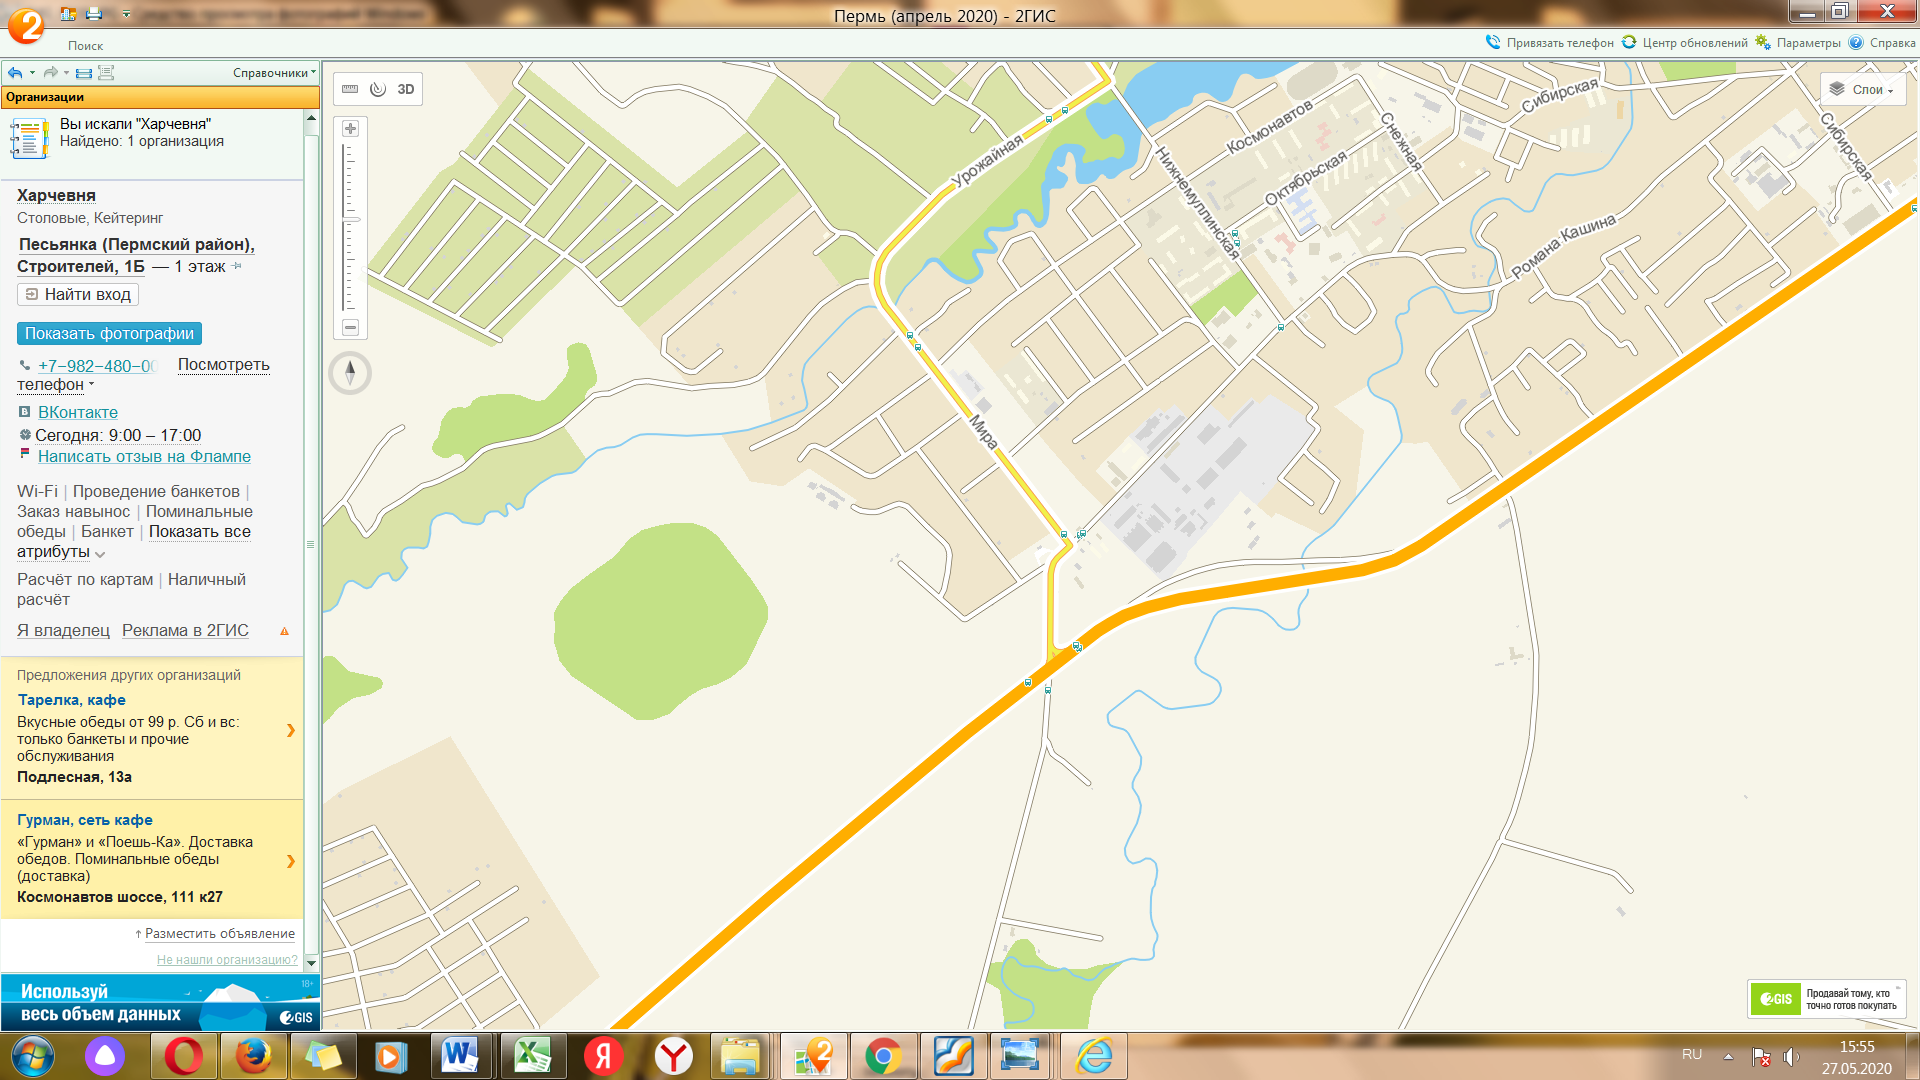 Пермь (апрель 2020) - 2ГИС
Поиск
Привязать телефон
Центр обновлений
Параметры
Справка
Справочники
Организации
Вы искали "Харчевня"
Найдено: 1 организация
Харчевня
Столовые, Кейтеринг
Песьянка (Пермский район),
Строителей, 1Б — 1 этаж
Найти вход
Показать фотографии
+7−982−480−00 Посмотреть
телефон
ВКонтакте
Сегодня: 9:00 – 17:00
Написать отзыв на Флампе
Wi-Fi | Проведение банкетов |
Заказ навынос | Поминальные
обеды | Банкет | Показать все
атрибуты
Расчёт по картам | Наличный
расчёт
Я владелец Реклама в 2ГИС
Предложения других организаций
Тарелка, кафе
Вкусные обеды от 99 р. Сб и вс:
только банкеты и прочие
обслуживания
Подлесная, 13а
Гурман, сеть кафе
«Гурман» и «Поешь-Ка». Доставка
обедов. Поминальные обеды
(доставка)
Космонавтов шоссе, 111 к27
Разместить объявление
Не нашли организацию?
18+
Используй
весь объем данных
2GIS
3D
Слои
Урожайная
Нижнемуллинская
Космонавтов
Октябрьская
Снежная
Сибирская
Сибирская
Романа Кашина
Мира
2GIS
Продавай тому, кто
точно готов покупать
RU
15:55
27.05.2020